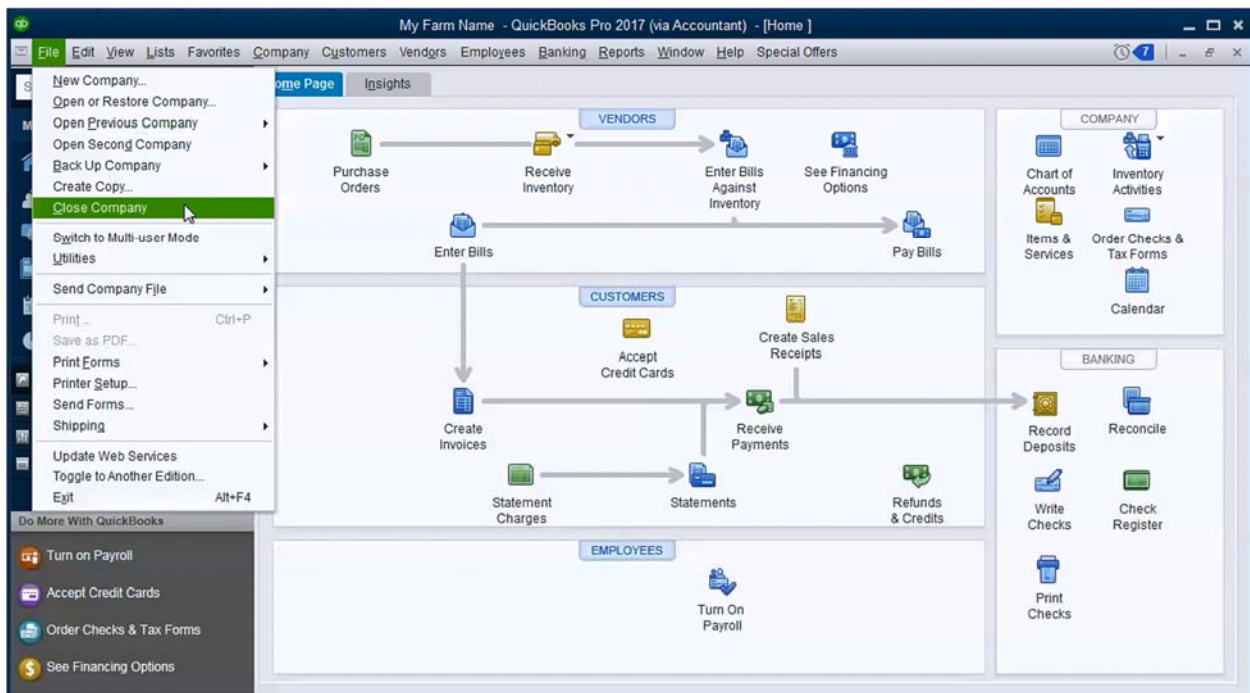 qb
My Farm Name - QuickBooks Pro 2017 (via Accountant) - [Home ]
File Edit View Lists Favorites Company Customers Vendors Employees Banking Reports Window Help Special Offers
7
New Company...
Open or Restore Company...
Open Previous Company
Open Second Company
Back Up Company
Create Copy...
Close Company
Switch to Multi-user Mode
Utilities
Send Company File
Print... Ctrl+P
Save as PDF...
Print Forms
Printer Setup...
Send Forms...
Shipping
Update Web Services
Toggle to Another Edition...
Exit Alt+F4
Do More With QuickBooks
Turn on Payroll
Accept Credit Cards
Order Checks & Tax Forms
See Financing Options
ome Page
Insights
VENDORS
Purchase
Orders
Receive
Inventory
Enter Bills
Against
Inventory
See Financing
Options
Enter Bills
Pay Bills
CUSTOMERS
Accept
Credit Cards
Create Sales
Receipts
Create
Invoices
Receive
Payments
Statement
Charges
Statements
Refunds
& Credits
EMPLOYEES
Turn On
Payroll
COMPANY
Chart of
Accounts
Inventory
Activities
Items &
Services
Order Checks &
Tax Forms
Calendar
BANKING
Record
Deposits
Reconcile
Write
Checks
Check
Register
Print
Checks